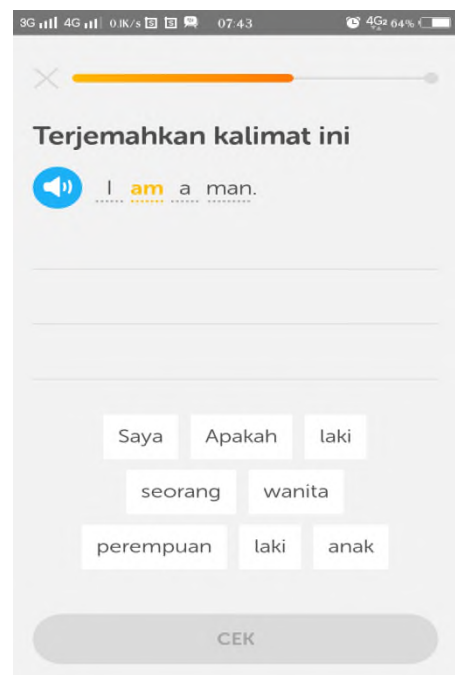 3G 4G 0.1K/s 07:43 4G2 64%
Terjemahkan kalimat ini
I am a man.
Saya Apakah laki
seorang wanita
perempuan laki anak
CEK